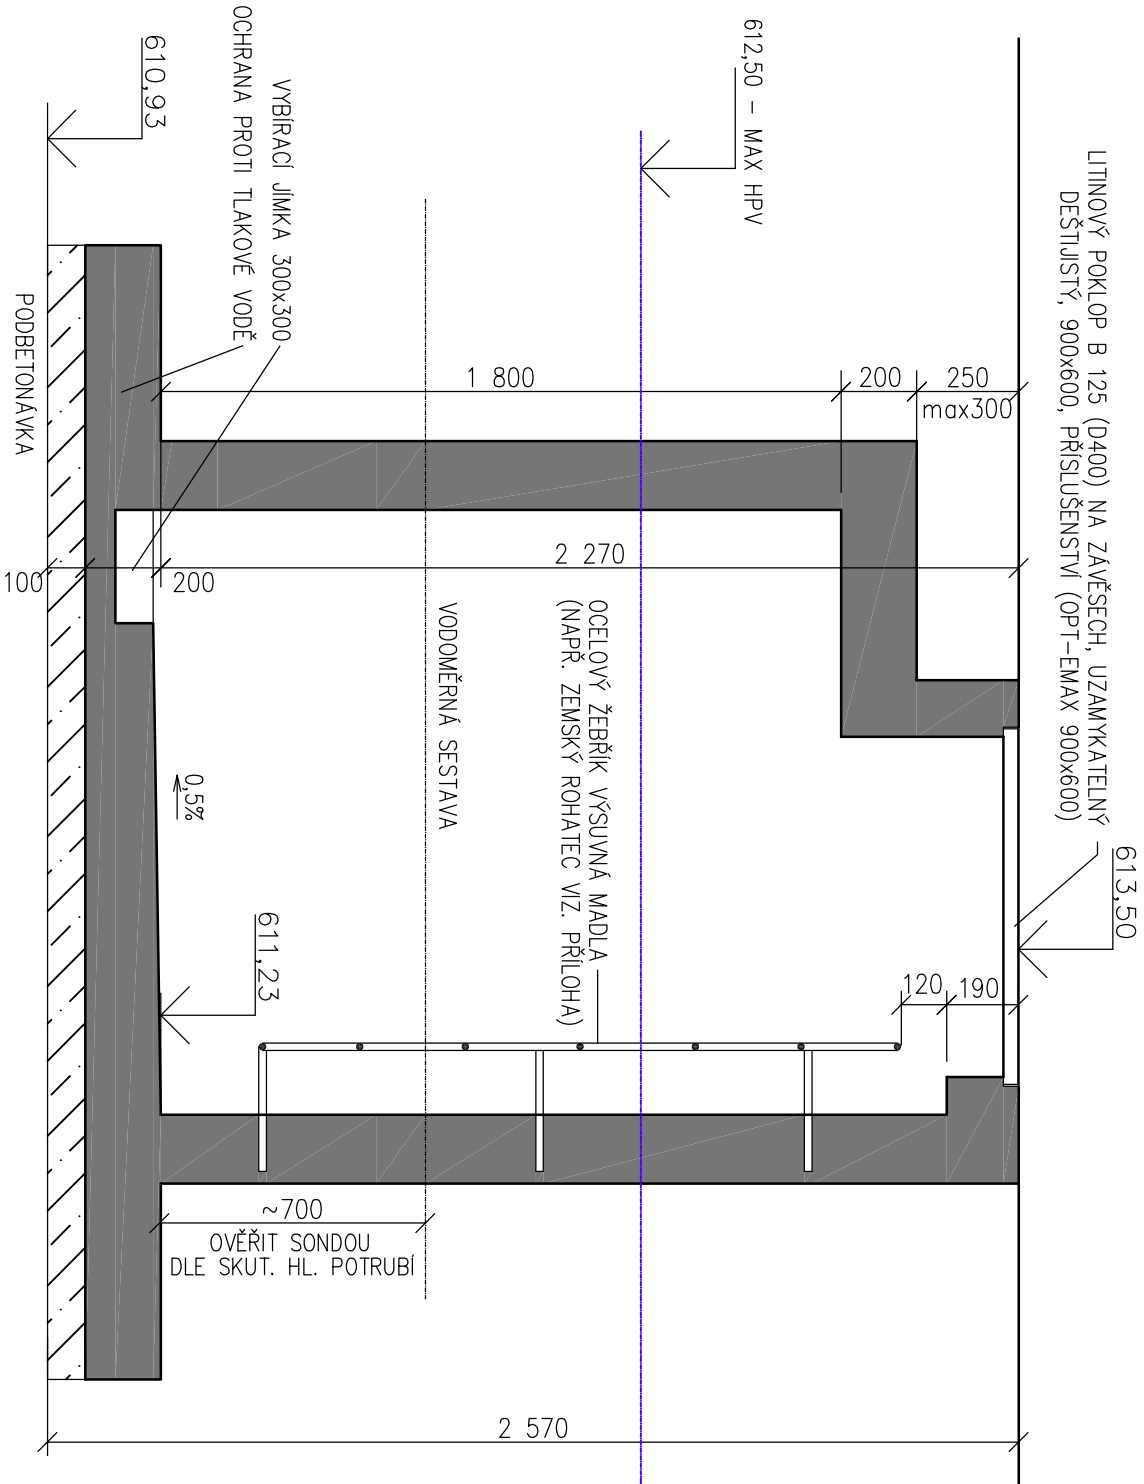 LITINOVÝ POKLOP B 125 (D400) NA ZÁVĚSECH, UZAMYKATELNÝ
DEŠTIJISTÝ, 900x600, PŘÍSLUŠENSTVÍ (OPT-EMAX 900x600)
613,50
612,50 - MAX HPV
250
max300
200
1 800
190
120
2 270
OCELOVÝ ŽEBŘÍK VÝSUVNÁ MADLA
(NAPŘ. ZEMSKÝ ROHATEC VIZ. PŘÍLOHA)
VODOMĚRNÁ SESTAVA
~700
OVĚŘIT SONDOU
DLE SKUT. HL. POTRUBÍ
VYBÍRACÍ JÍMKA 300x300
OCHRANA PROTI TLAKOVÉ VODĚ
611,23
0,5%
200
100
610,93
PODBETONÁVKA
2 570